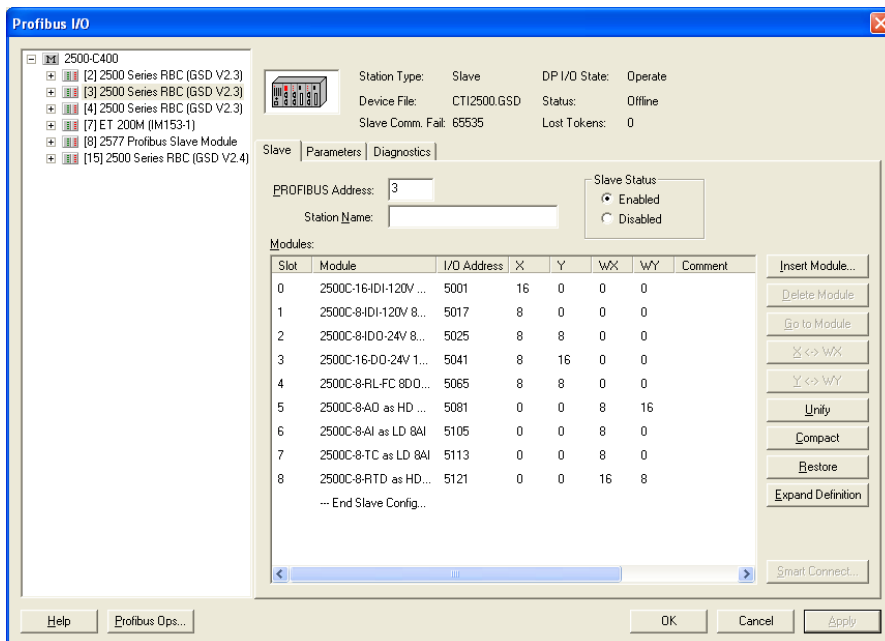 Profibus I/O
M 2500-C400
[2] 2500 Series RBC (GSD V2.3)
[3] 2500 Series RBC (GSD V2.3)
[4] 2500 Series RBC (GSD V2.3)
[7] ET 200M (IM153-1)
[8] 2577 Profibus Slave Module
[15] 2500 Series RBC (GSD V2.4)
Station Type: Slave DP I/O State: Operate
Device File: CTI2500.GSD Status: Offline
Slave Comm. Fail: 65535 Lost Tokens: 0
Slave Parameters Diagnostics
PROFIBUS Address: 3
Station Name:
Slave Status
Enabled
Disabled
Modules:
Slot Module I/O Address X Y WX WY Comment
0 2500C-16-IDI-120V ... 5001 16 0 0 0
1 2500C-8-IDI-120V 8... 5017 8 0 0 0
2 2500C-8-IDO-24V 8... 5025 8 8 0 0
3 2500C-16-DO-24V 1... 5041 8 16 0 0
4 2500C-8-RL-FC 8DO... 5065 8 8 0 0
5 2500C-8-AO as HD ... 5081 0 0 8 16
6 2500C-8-AI as LD 8AI 5105 0 0 8 0
7 2500C-8-TC as LD 8AI 5113 0 0 8 0
8 2500C-8-RTD as HD... 5121 0 0 16 8
--- End Slave Config...
Insert Module...
Delete Module
Go to Module
X <-> WX
Y <-> WY
Unify
Compact
Restore
Expand Definition
Smart Connect...
Help Profibus Ops... OK Cancel Apply